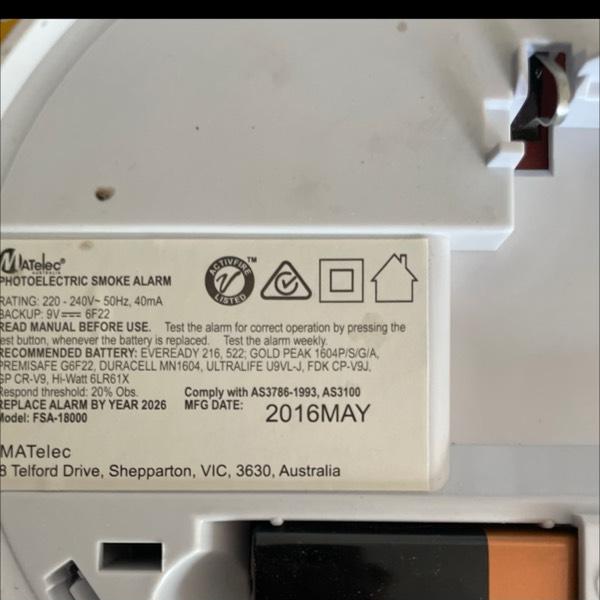 MATelec®
AUSTRALIA
PHOTOELECTRIC SMOKE ALARM
ACTIVFIRE™
LISTED
RATING: 220 - 240V~ 50Hz, 40mA
BACKUP: 9V 6F22
READ MANUAL BEFORE USE. Test the alarm for correct operation by pressing the
est button, whenever the battery is replaced. Test the alarm weekly.
RECOMMENDED BATTERY: EVEREADY 216, 522; GOLD PEAK 1604P/S/G/A,
PREMISAFE G6F22, DURACELL MN1604, ULTRALIFE U9VL-J, FDK CP-V9J,
GP CR-V9, Hi-Watt 6LR61X
Respond threshold: 20% Obs. Comply with AS3786-1993, AS3100
REPLACE ALARM BY YEAR 2026 MFG DATE: 2016MAY
Model: FSA-18000
MATelec
8 Telford Drive, Shepparton, VIC, 3630, Australia